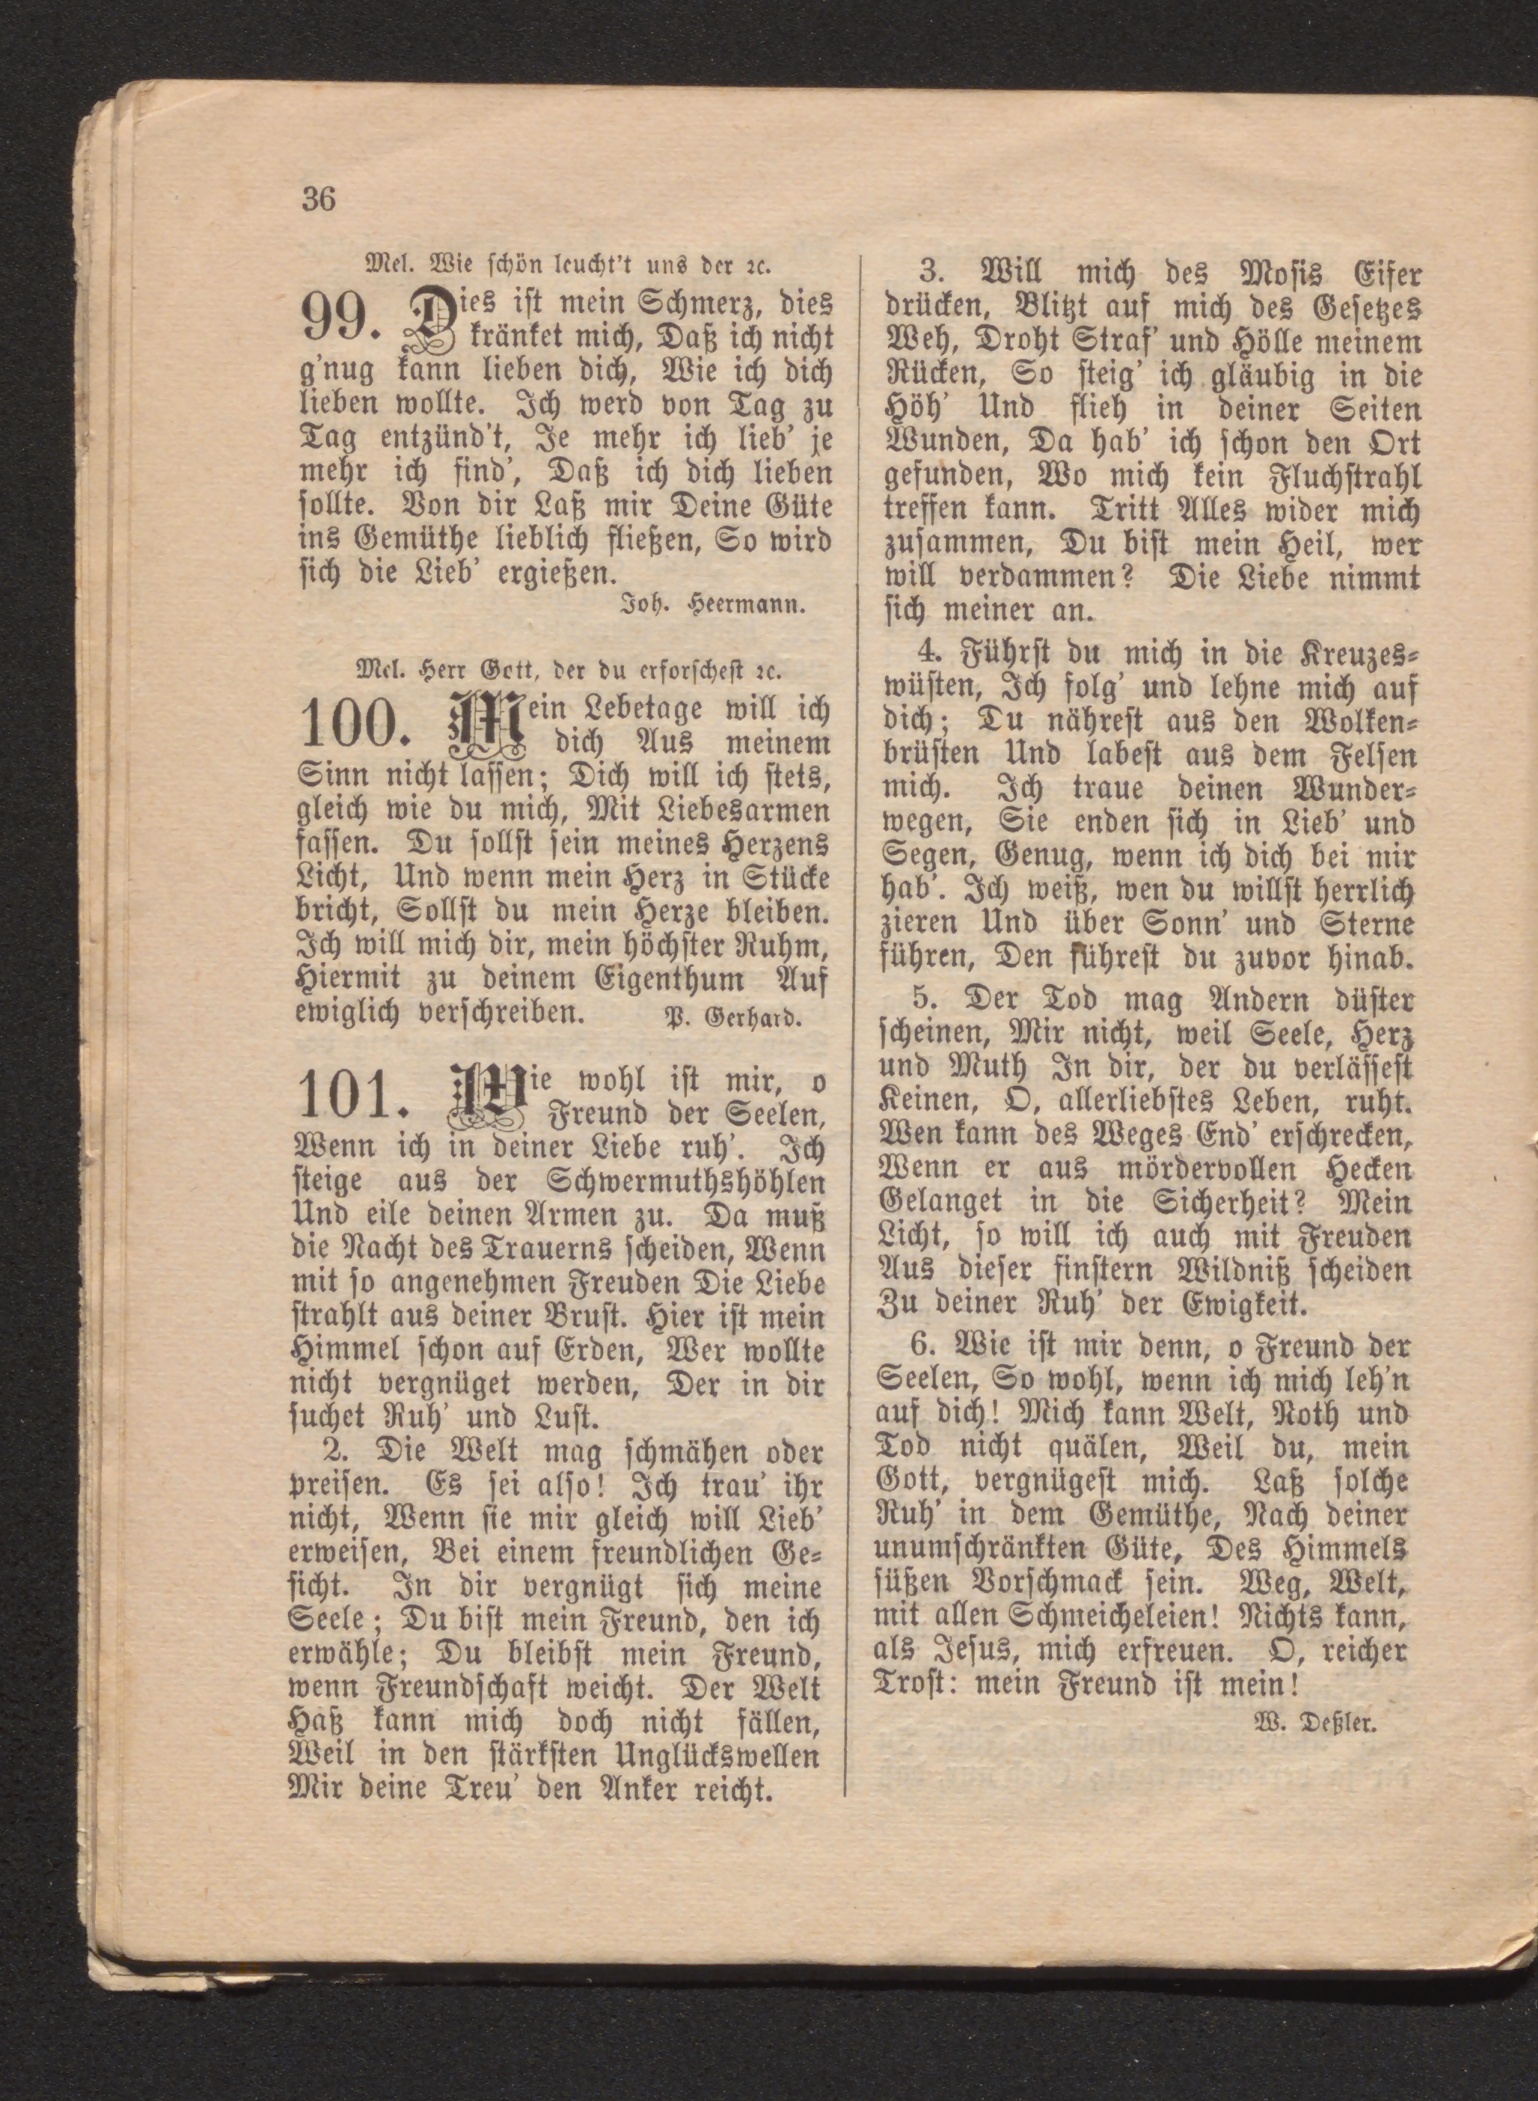 36
Mel. Wie schön leucht't uns der ꝛc.
99. Dies ist mein Schmerz, dies
kränket mich, Daß ich nicht
g'nug kann lieben dich, Wie ich dich
lieben wollte. Ich werd von Tag zu
Tag entzünd't, Je mehr ich lieb' je
mehr ich find', Daß ich dich lieben
sollte. Von dir Laß mir Deine Güte
ins Gemüthe lieblich fließen, So wird
sich die Lieb' ergießen.
Joh. Heermann.
Mel. Herr Gott, der du erforschest ꝛc.
100. Mein Lebetage will ich
dich Aus meinem
Sinn nicht lassen; Dich will ich stets,
gleich wie du mich, Mit Liebesarmen
fassen. Du sollst sein meines Herzens
Licht, Und wenn mein Herz in Stücke
bricht, Sollst du mein Herze bleiben.
Ich will mich dir, mein höchster Ruhm,
Hiermit zu deinem Eigenthum Auf
ewiglich verschreiben. P. Gerhard.
101. Wie wohl ist mir, o
Freund der Seelen,
Wenn ich in deiner Liebe ruh'. Ich
steige aus der Schwermuthshöhlen
Und eile deinen Armen zu. Da muß
die Nacht des Trauerns scheiden, Wenn
mit so angenehmen Freuden Die Liebe
strahlt aus deiner Brust. Hier ist mein
Himmel schon auf Erden, Wer wollte
nicht vergnüget werden, Der in dir
suchet Ruh' und Lust.
2. Die Welt mag schmähen oder
preisen. Es sei also! Ich trau' ihr
nicht, Wenn sie mir gleich will Lieb'
erweisen, Bei einem freundlichen Ge-
sicht. In dir vergnügt sich meine
Seele; Du bist mein Freund, den ich
erwähle; Du bleibst mein Freund,
wenn Freundschaft weicht. Der Welt
Haß kann mich doch nicht fällen,
Weil in den stärksten Unglückswellen
Mir deine Treu' den Anker reicht.
3. Will mich des Mosis Eifer
drücken, Blitzt auf mich des Gesetzes
Weh, Droht Straf' und Hölle meinem
Rücken, So steig' ich gläubig in die
Höh' Und flieh in deiner Seiten
Wunden, Da hab' ich schon den Ort
gefunden, Wo mich kein Fluchstrahl
treffen kann. Tritt Alles wider mich
zusammen, Du bist mein Heil, wer
will verdammen? Die Liebe nimmt
sich meiner an.
4. Führst du mich in die Kreuzes-
wüsten, Ich folg' und lehne mich auf
dich; Du nährest aus den Wolken-
brüsten Und labest aus dem Felsen
mich. Ich traue deinen Wunder-
wegen, Sie enden sich in Lieb' und
Segen, Genug, wenn ich dich bei mir
hab'. Ich weiß, wen du willst herrlich
zieren Und über Sonn' und Sterne
führen, Den führest du zuvor hinab.
5. Der Tod mag Andern düster
scheinen, Mir nicht, weil Seele, Herz
und Muth In dir, der du verlässest
Keinen, O, allerliebstes Leben, ruht.
Wen kann des Weges End' erschrecken,
Wenn er aus mördervollen Hecken
Gelanget in die Sicherheit? Mein
Licht, so will ich auch mit Freuden
Aus dieser finstern Wildniß scheiden
Zu deiner Ruh' der Ewigkeit.
6. Wie ist mir denn, o Freund der
Seelen, So wohl, wenn ich mich leh'n
auf dich! Mich kann Welt, Noth und
Tod nicht quälen, Weil du, mein
Gott, vergnügest mich. Laß solche
Ruh' in dem Gemüthe, Nach deiner
unumschränkten Güte, Des Himmels
süßen Vorschmack sein. Weg, Welt,
mit allen Schmeicheleien! Nichts kann,
als Jesus, mich erfreuen. O, reicher
Trost: mein Freund ist mein!
W. Deßler.